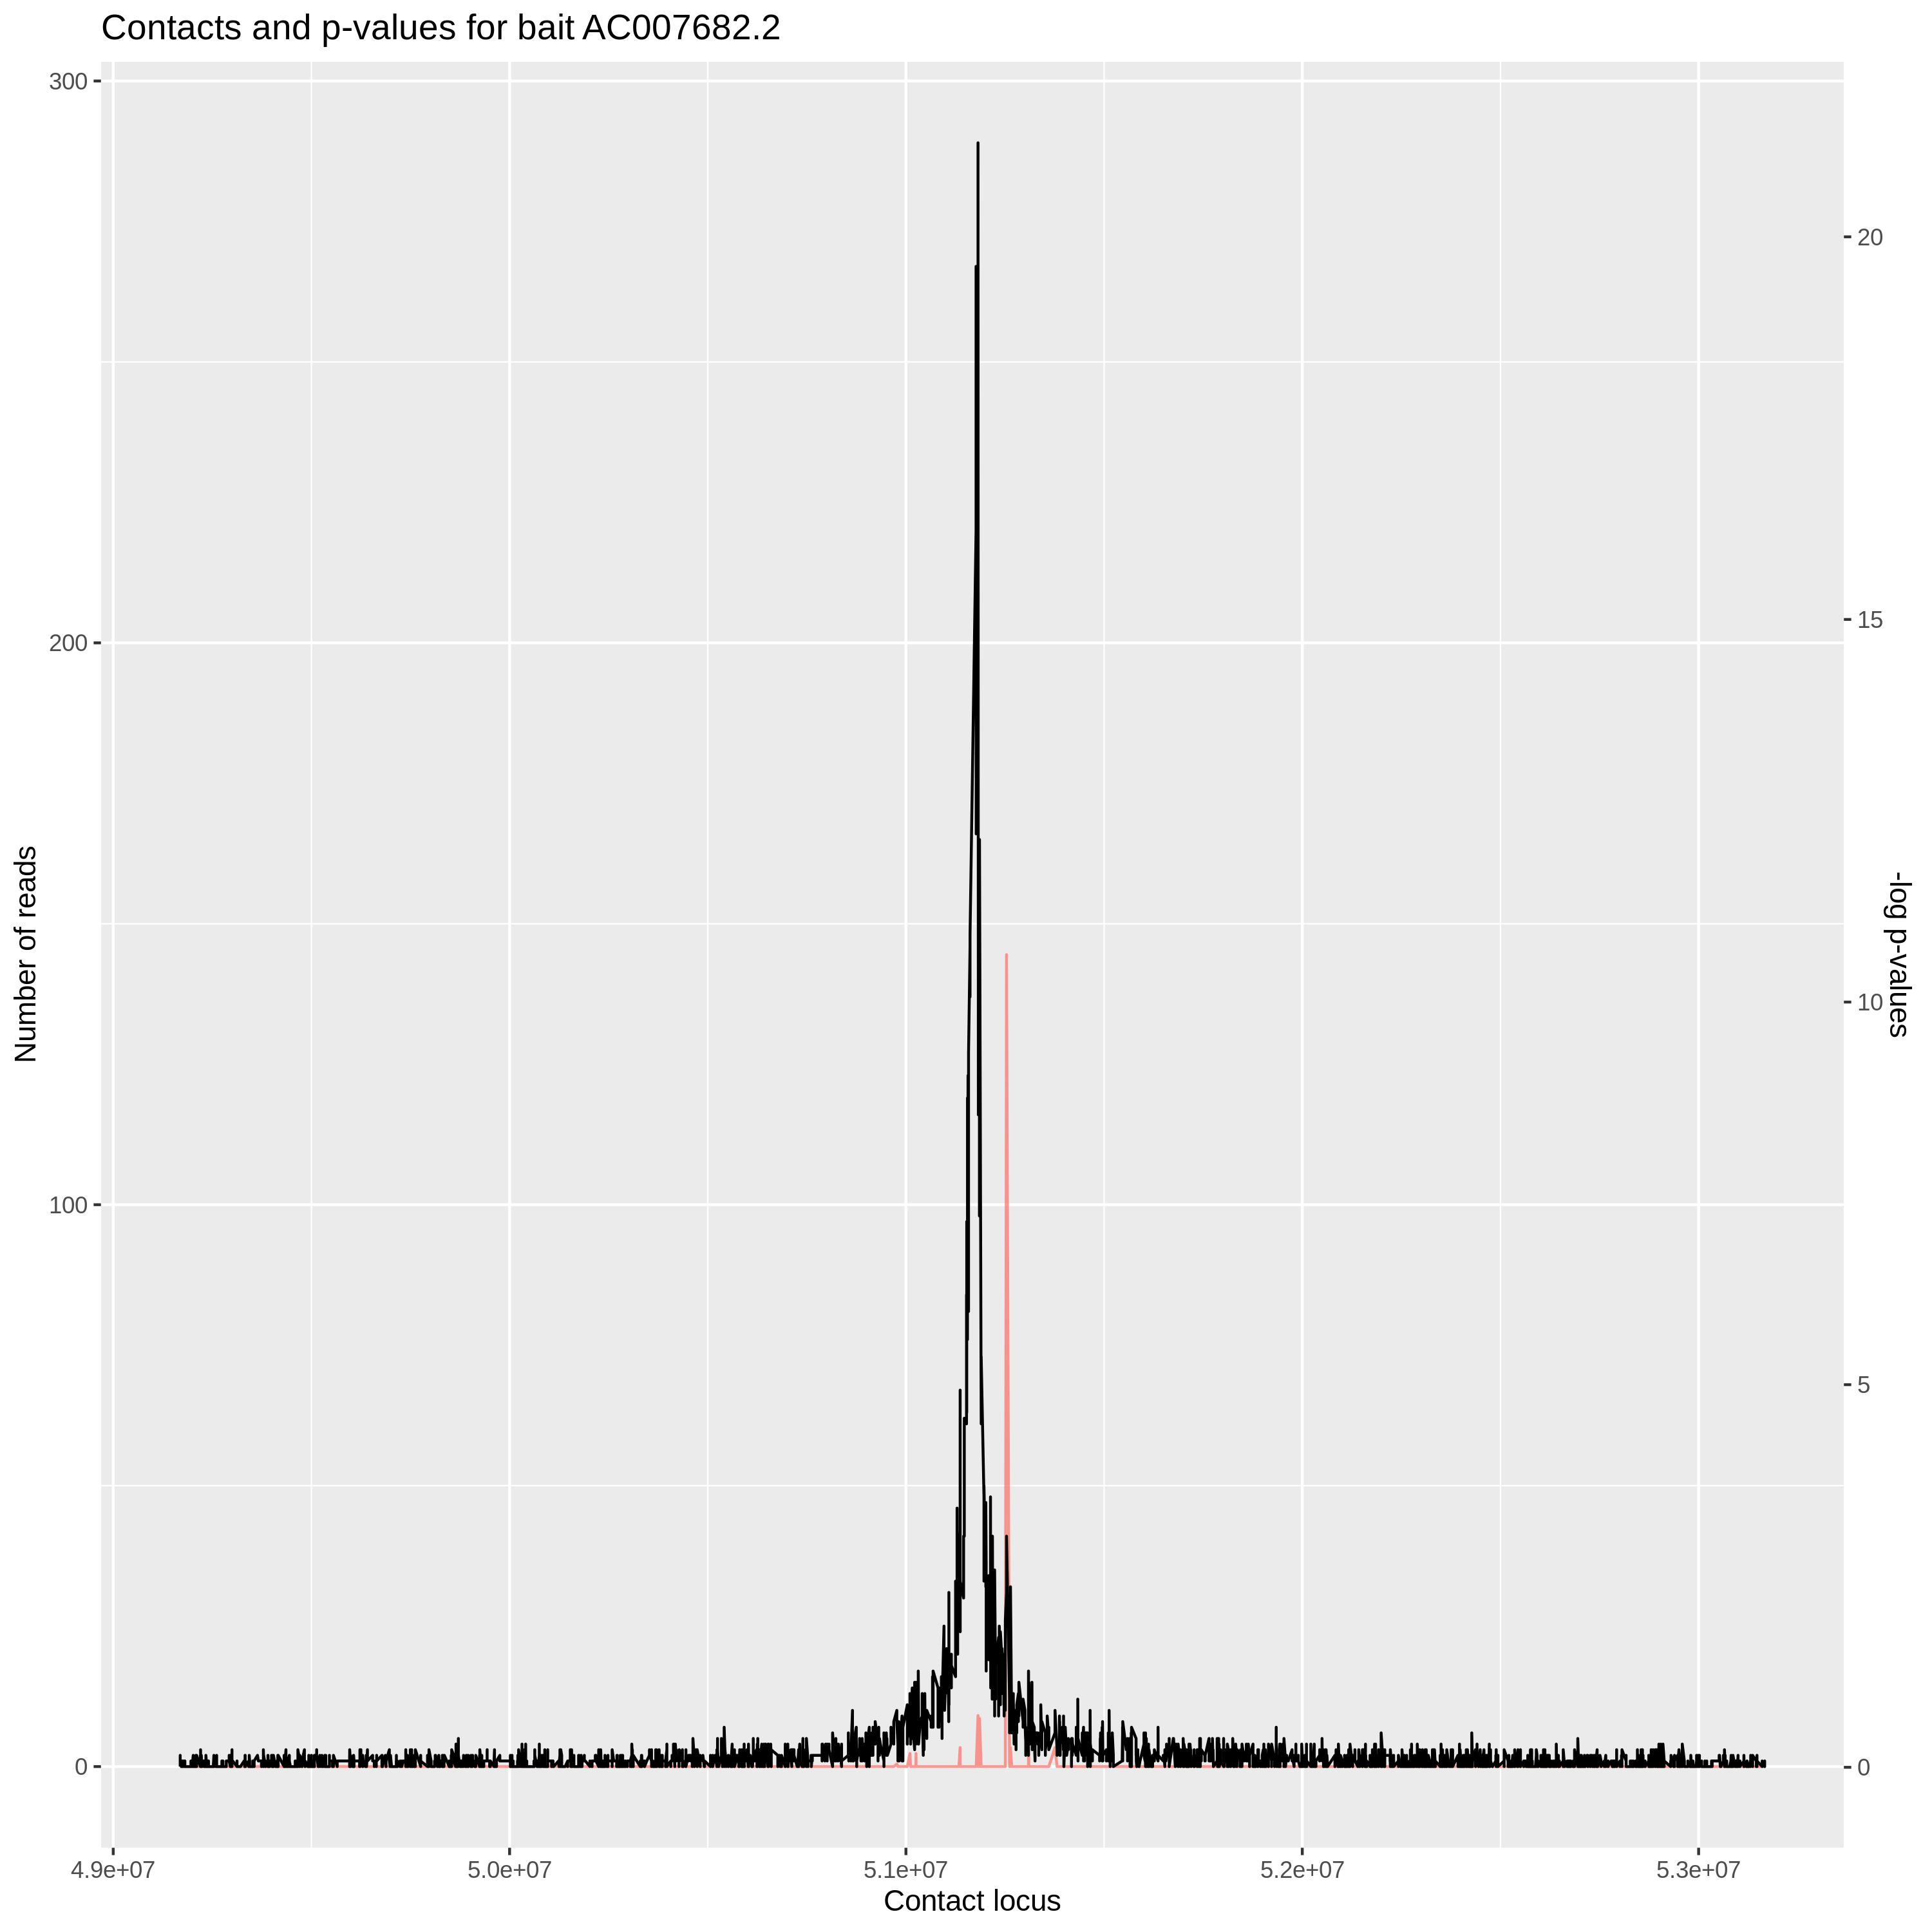 Contacts and p-values for bait AC007682.2
300
200
100
0
Number of reads
20
15
10
5
0
-log p-values
4.9e+07
5.0e+07
5.1e+07
5.2e+07
5.3e+07
Contact locus